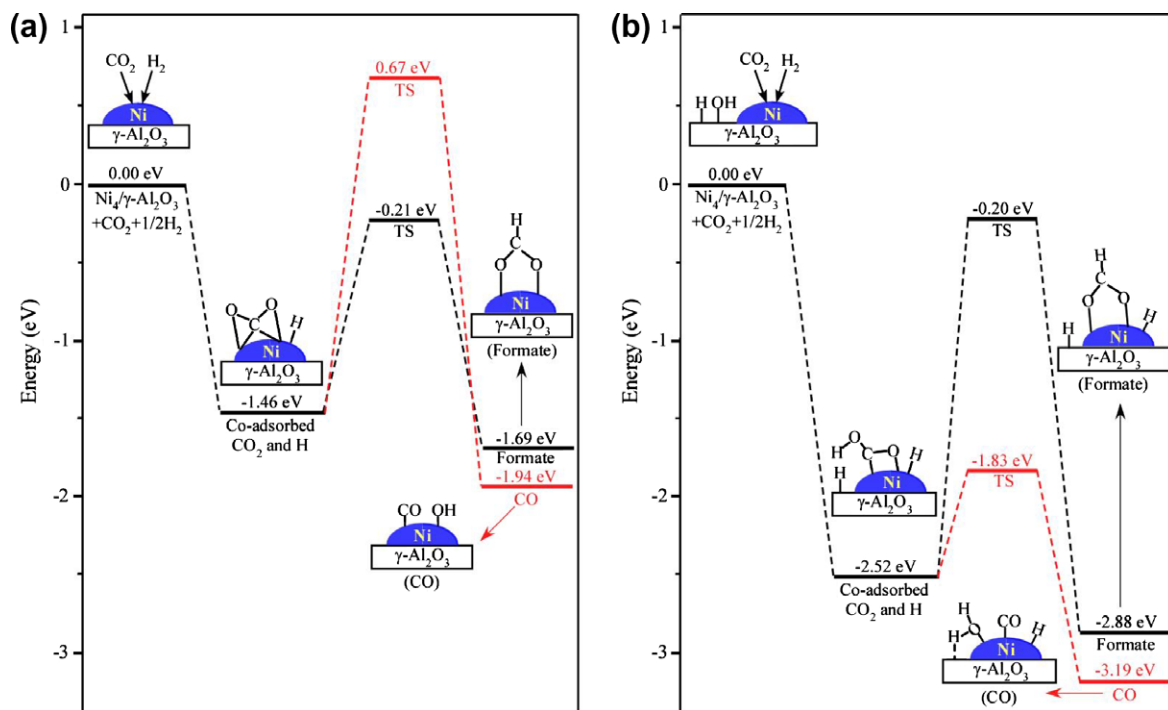 (a)
Energy (eV)
1
0
-1
-2
-3
CO₂ H₂
Ni
γ-Al₂O₃
0.00 eV
Ni₄/γ-Al₂O₃
+CO₂+1/2H₂
O C O H
Ni
γ-Al₂O₃
-1.46 eV
Co-adsorbed
CO₂ and H
0.67 eV
TS
-0.21 eV
TS
H
C
O O
Ni
γ-Al₂O₃
(Formate)
-1.69 eV
Formate
-1.94 eV
CO
CO OH
Ni
γ-Al₂O₃
(CO)
(b)
Energy (eV)
1
0
-1
-2
-3
CO₂ H₂
H OH
Ni
γ-Al₂O₃
0.00 eV
Ni₄/γ-Al₂O₃
+CO₂+1/2H₂
H O C O H
H
Ni
γ-Al₂O₃
-2.52 eV
Co-adsorbed
CO₂ and H
-0.20 eV
TS
-1.83 eV
TS
H
C
O O
H H
Ni
γ-Al₂O₃
(Formate)
-2.88 eV
Formate
-3.19 eV
CO
H
H O CO H
Ni
γ-Al₂O₃
(CO)